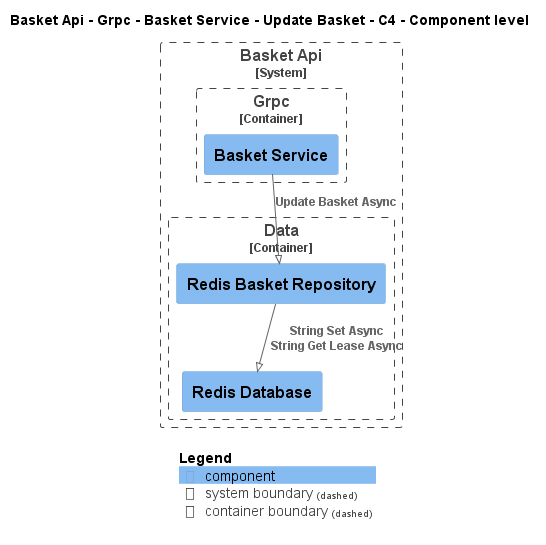 Basket Api - Grpc - Basket Service - Update Basket - C4 - Component level
Basket Api
[System]
Grpc
[Container]
Basket Service
Update Basket Async
Data
[Container]
Redis Basket Repository
String Set Async
String Get Lease Async
Redis Database
Legend
component
system boundary (dashed)
container boundary (dashed)